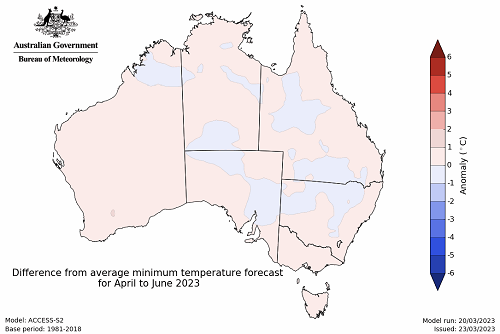 Australian Government
Bureau of Meteorology
6
5
4
3
2
1
0
-1
-2
-3
-4
-5
-6
Anomaly (°C)
Difference from average minimum temperature forecast
for April to June 2023
Model: ACCESS-S2
Base period: 1981-2018
Model run: 20/03/2023
Issued: 23/03/2023